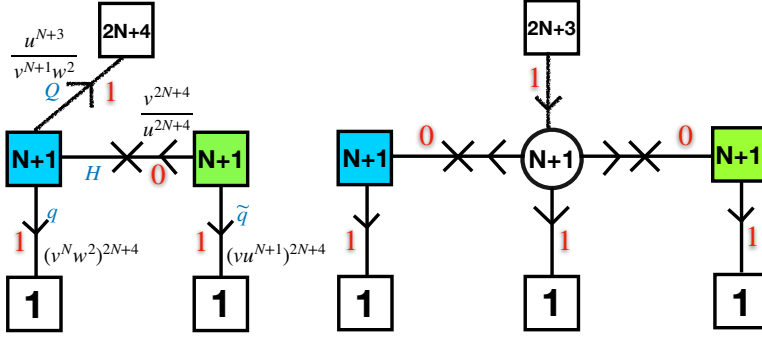 2N+4
\frac{u^{N+3}}{v^{N+1}w^2}
Q
1
\frac{v^{2N+4}}{u^{2N+4}}
N+1
H
0
N+1
q
1
(v^N w^2)^{2N+4}
q̃
1
(vu^{N+1})^{2N+4}
1
1
2N+3
1
N+1
0
N+1
0
N+1
1
1
1
1
1
1